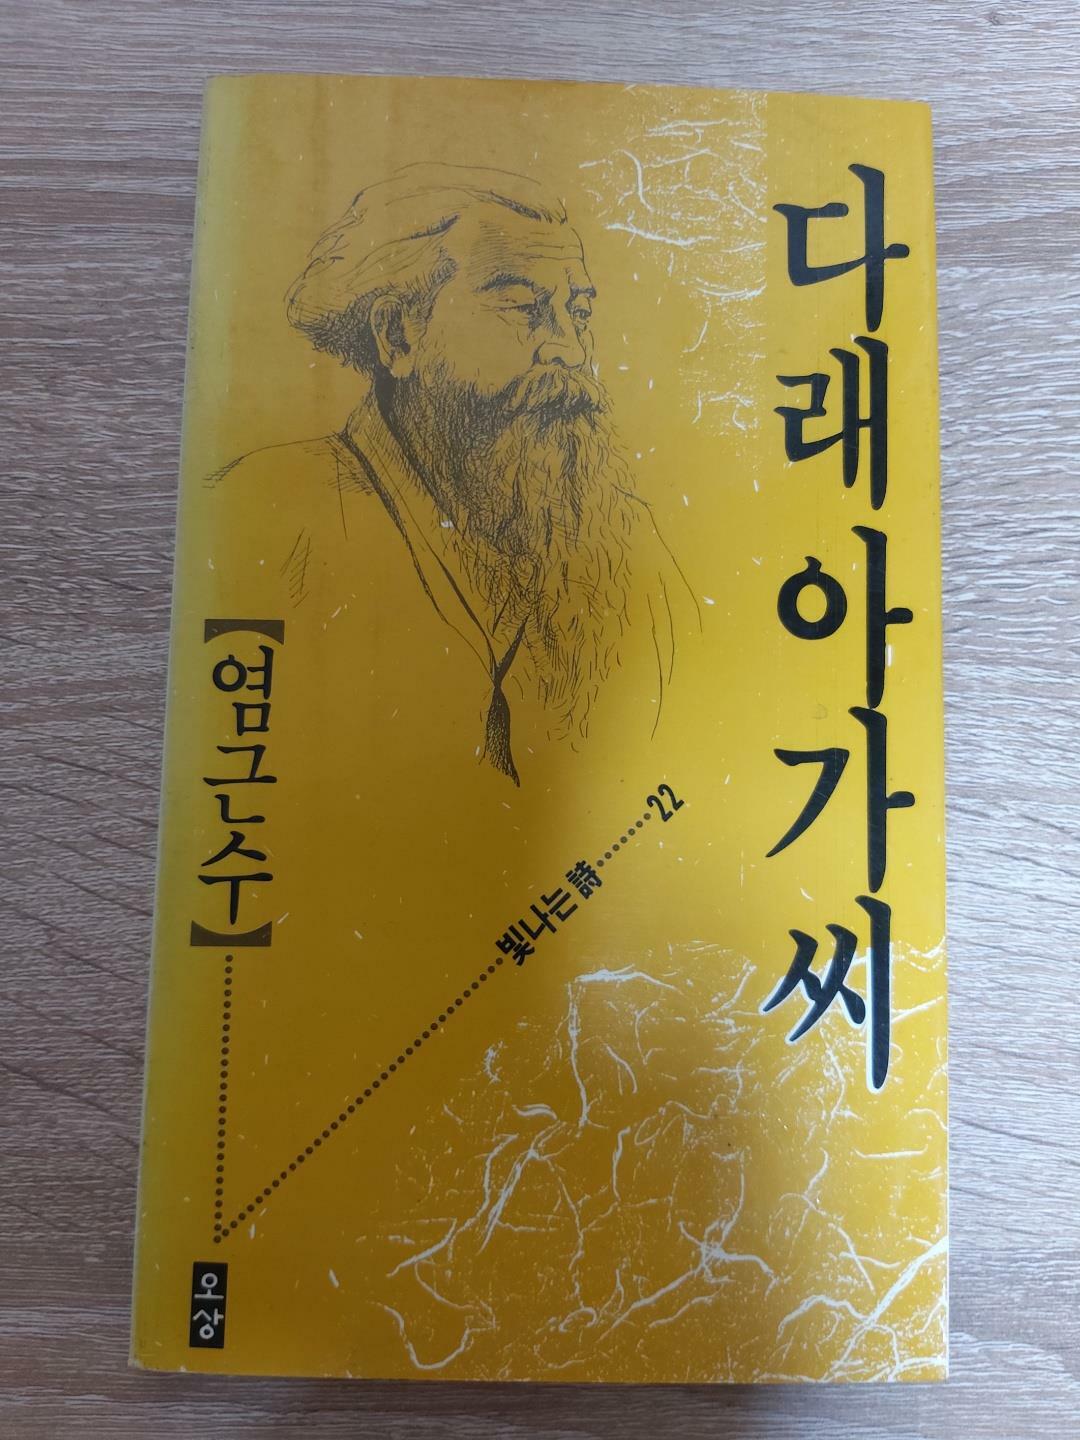 다래 아가씨
【염근수】
빛나는 詩
22
오상